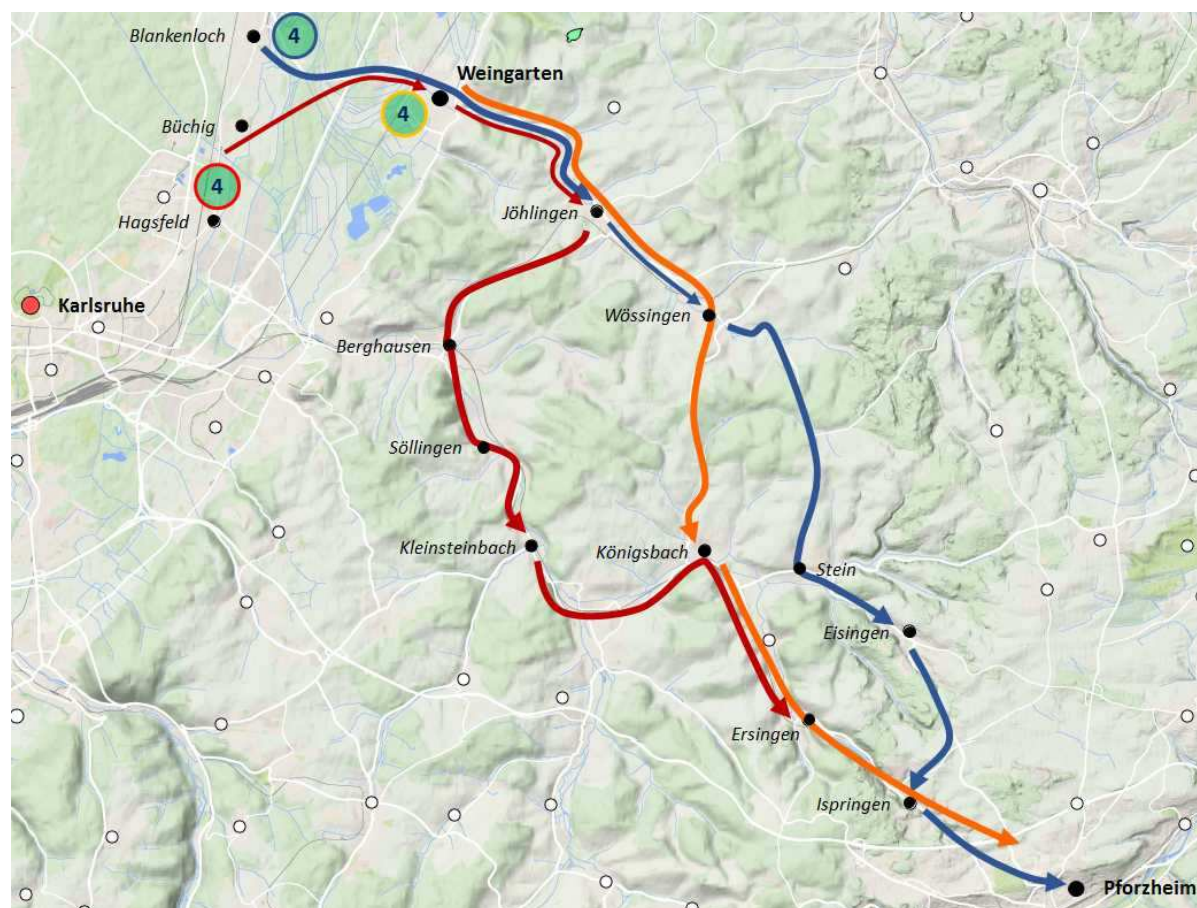 Blankenloch
4
Weingarten
4
Büchig
4
Hagsfeld
Jöhlingen
Karlsruhe
Wössingen
Berghausen
Söllingen
Kleinsteinbach
Königsbach
Stein
Eisingen
Ersingen
Ispringen
Pforzheim